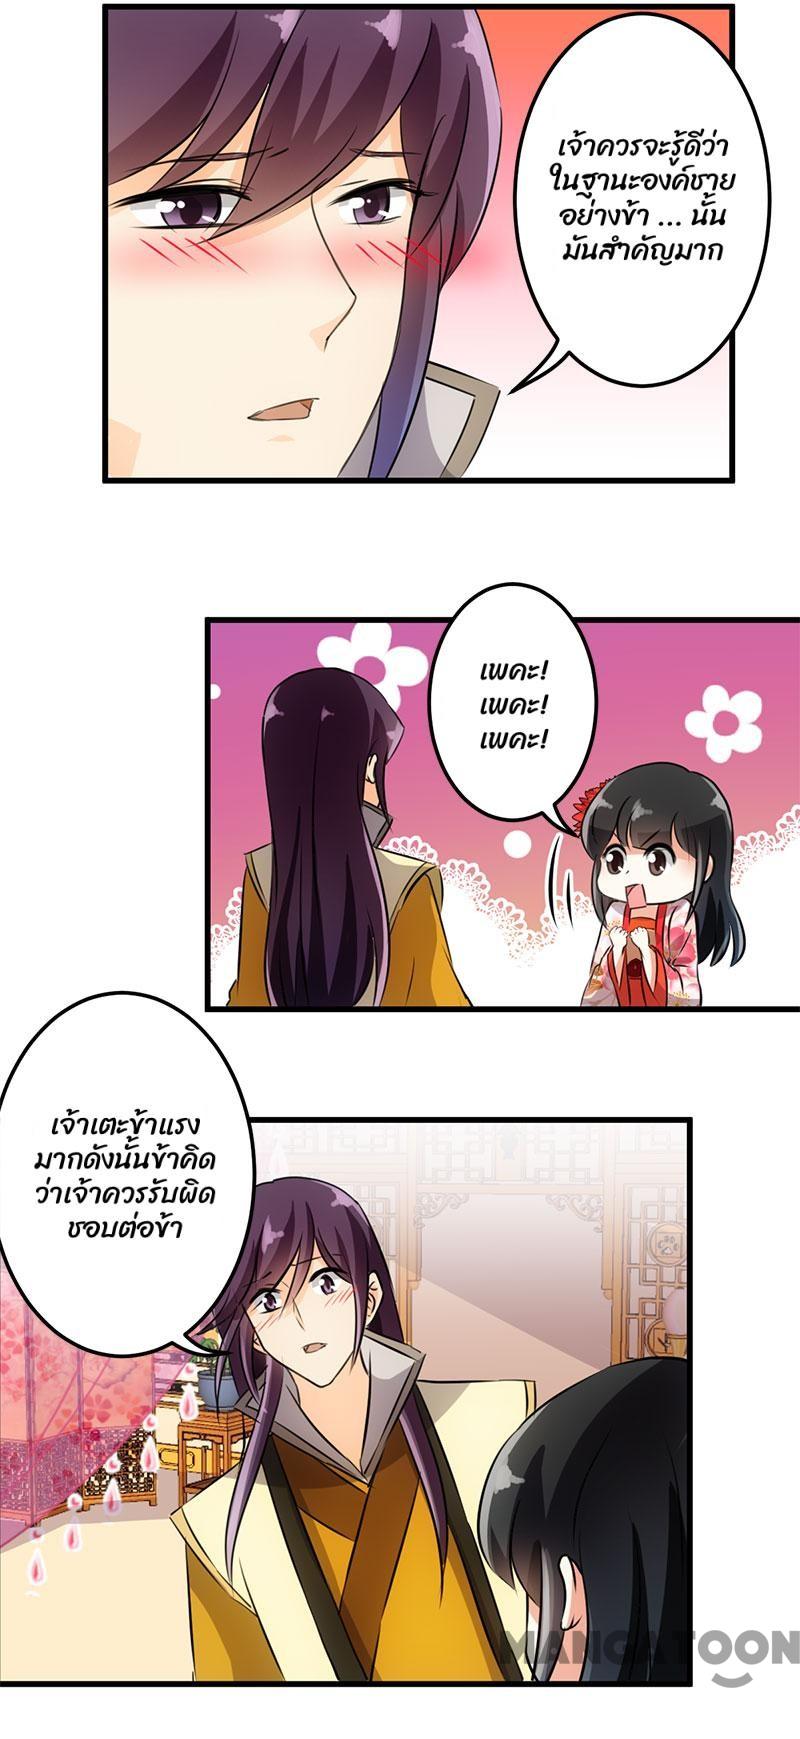 เจ้าควรจะรู้ดีว่า
ในฐานะองค์ชาย
อย่างข้า ... นั้น
มันสำคัญมาก
เพคะ!
เพคะ!
เพคะ!
เจ้าเตะข้าแรง
มากดังนั้นข้าคิด
ว่าเจ้าควรรับผิด
ชอบต่อข้า
MANGATOON